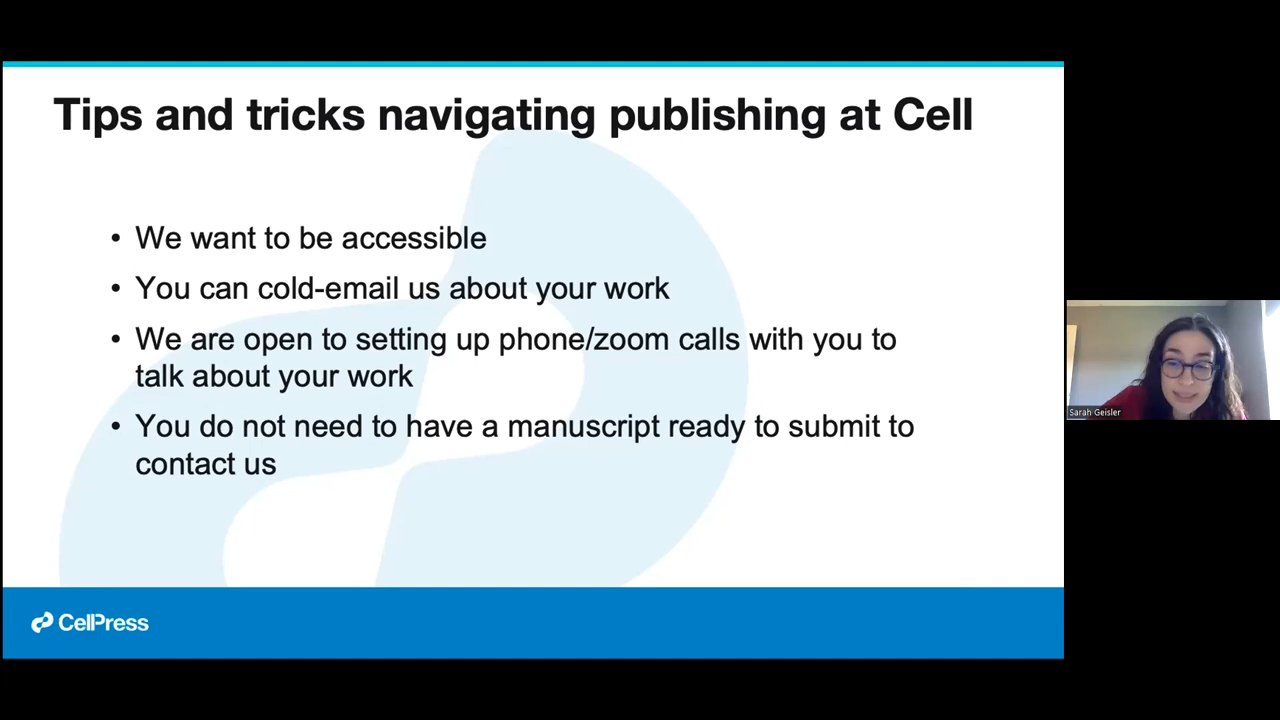 Tips and tricks navigating publishing at Cell
• We want to be accessible
• You can cold-email us about your work
• We are open to setting up phone/zoom calls with you to
talk about your work
• You do not need to have a manuscript ready to submit to
contact us
CellPress
Sarah Geisler